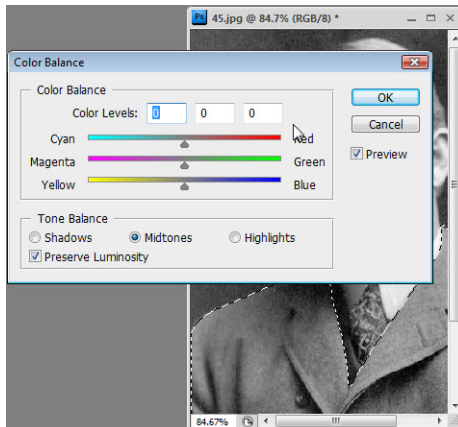 Ps 45.jpg @ 84.7% (RGB/8) *
Color Balance
Color Balance
Color Levels: 0 0 0
Cyan Red
Magenta Green
Yellow Blue
Tone Balance
Shadows Midtones Highlights
Preserve Luminosity
OK
Cancel
Preview
84.67%